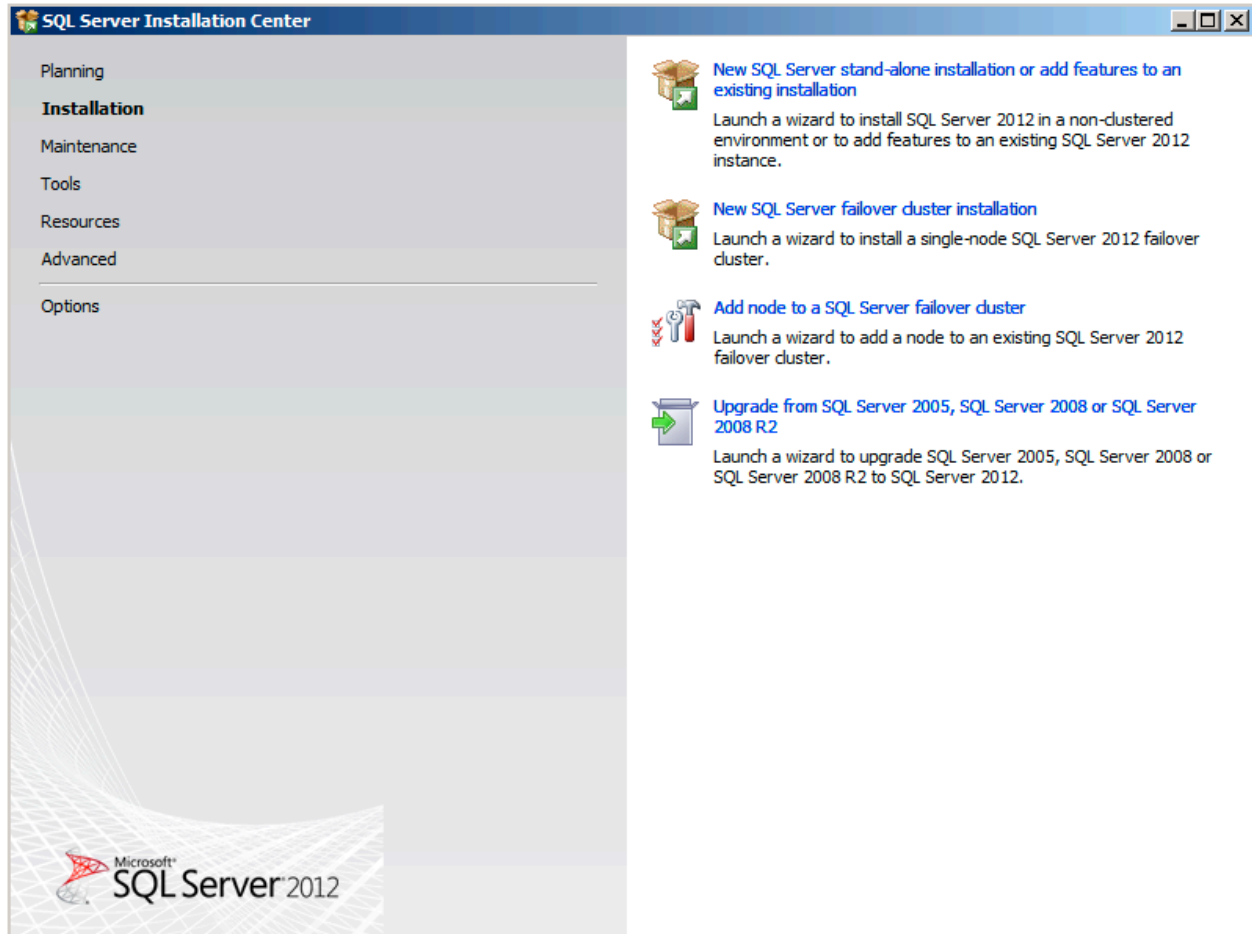 SQL Server Installation Center
Planning
Installation
Maintenance
Tools
Resources
Advanced
Options
New SQL Server stand-alone installation or add features to an
existing installation
Launch a wizard to install SQL Server 2012 in a non-clustered
environment or to add features to an existing SQL Server 2012
instance.
New SQL Server failover cluster installation
Launch a wizard to install a single-node SQL Server 2012 failover
cluster.
Add node to a SQL Server failover cluster
Launch a wizard to add a node to an existing SQL Server 2012
failover cluster.
Upgrade from SQL Server 2005, SQL Server 2008 or SQL Server
2008 R2
Launch a wizard to upgrade SQL Server 2005, SQL Server 2008 or
SQL Server 2008 R2 to SQL Server 2012.
Microsoft®
SQL Server® 2012